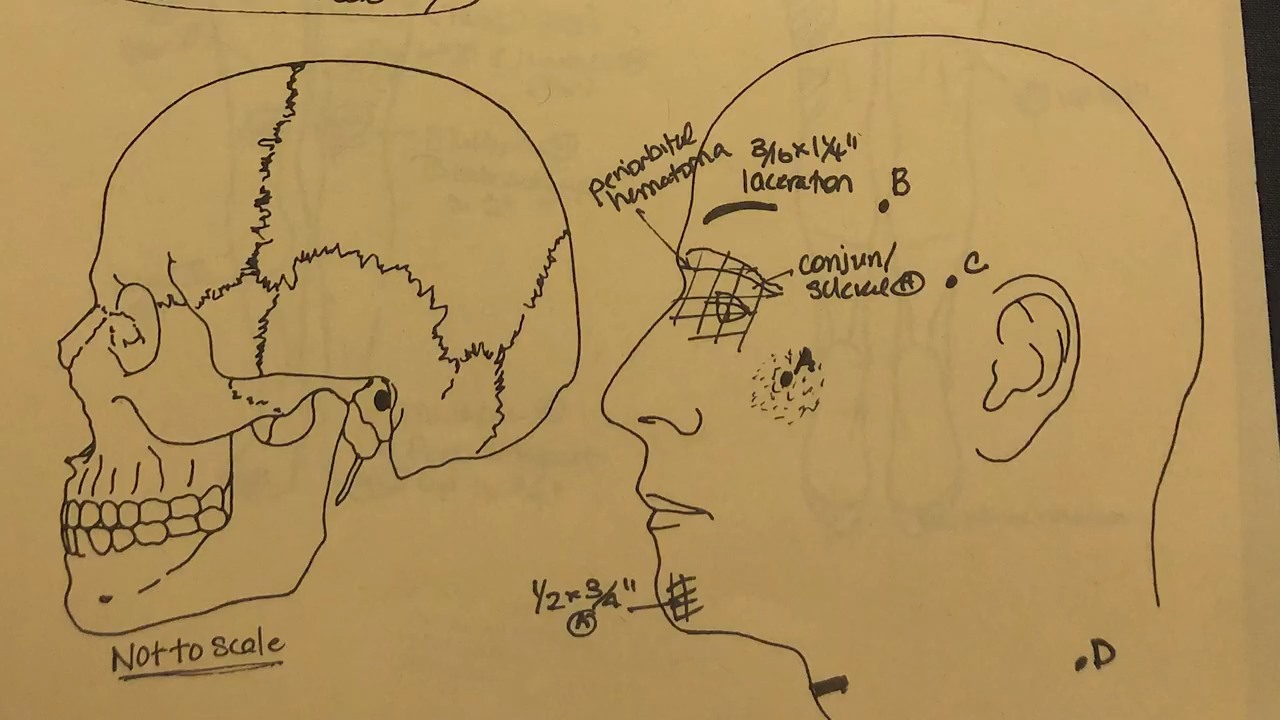 Not to scale
periorbital
hematoma
3/16 x 1 1/4"
laceration
B
conjun/
scleral Ⓗ
C
A
1/2 x 3/4"
Ⓐ
D